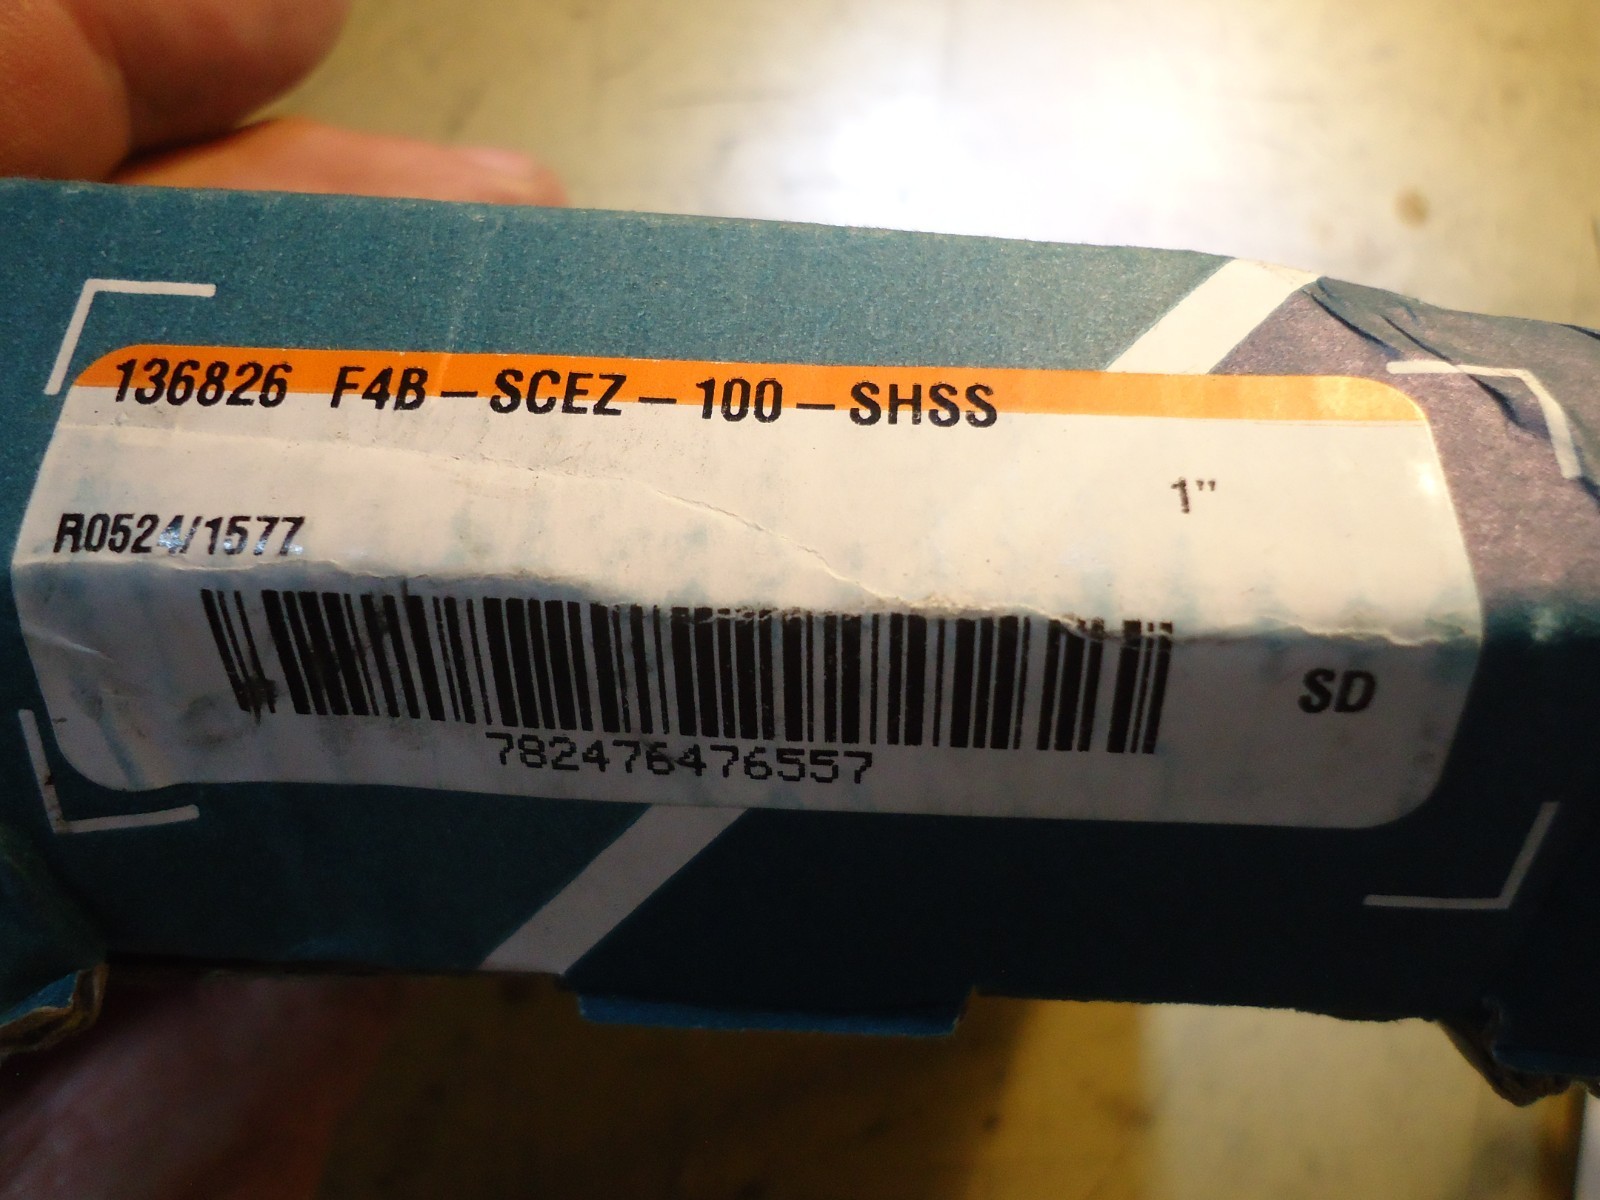 136826 F4B-SCEZ-100-SHSS
1"
R0524/1577
SD
782476476557